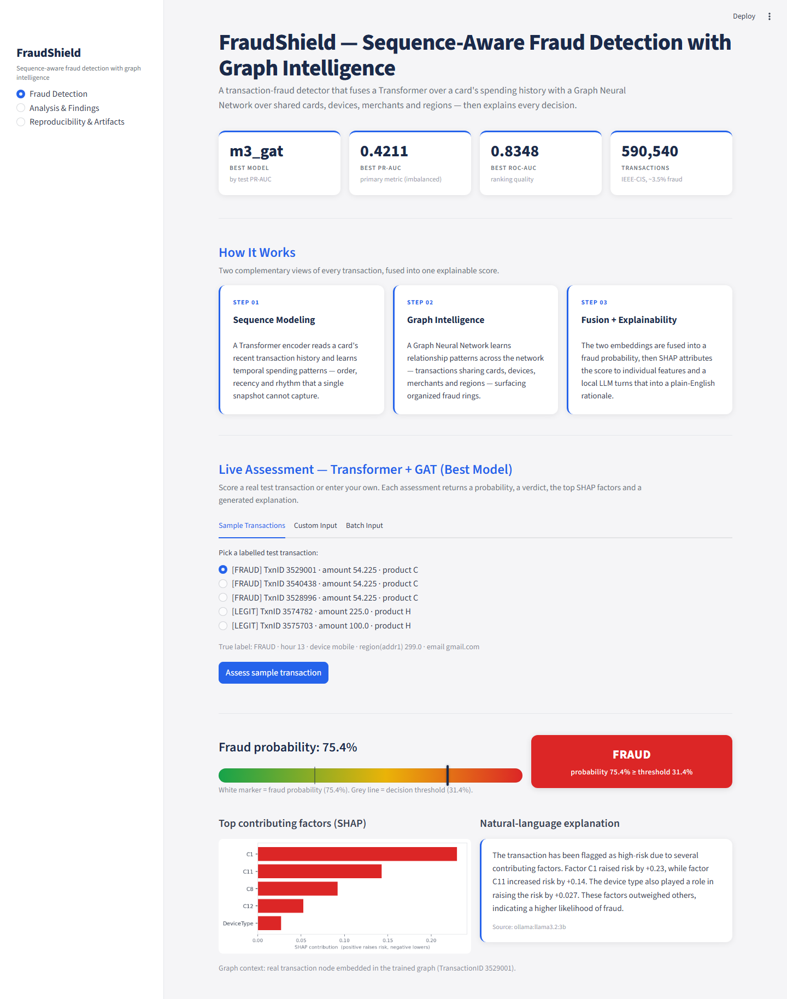 Deploy
FraudShield
Sequence-aware fraud detection with graph
intelligence
Fraud Detection
Analysis & Findings
Reproducibility & Artifacts
FraudShield — Sequence-Aware Fraud Detection with
Graph Intelligence
A transaction-fraud detector that fuses a Transformer over a card's spending history with a Graph Neural
Network over shared cards, devices, merchants and regions — then explains every decision.
m3_gat
BEST MODEL
by test PR-AUC
0.4211
BEST PR-AUC
primary metric (imbalanced)
0.8348
BEST ROC-AUC
ranking quality
590,540
TRANSACTIONS
IEEE-CIS, ~3.5% fraud
How It Works
Two complementary views of every transaction, fused into one explainable score.
STEP 01
Sequence Modeling
A Transformer encoder reads a card's
recent transaction history and learns
temporal spending patterns — order,
recency and rhythm that a single
snapshot cannot capture.
STEP 02
Graph Intelligence
A Graph Neural Network learns
relationship patterns across the network
— transactions sharing cards, devices,
merchants and regions — surfacing
organized fraud rings.
STEP 03
Fusion + Explainability
The two embeddings are fused into a
fraud probability, then SHAP attributes
the score to individual features and a
local LLM turns that into a plain-English
rationale.
Live Assessment — Transformer + GAT (Best Model)
Score a real test transaction or enter your own. Each assessment returns a probability, a verdict, the top SHAP factors and a
generated explanation.
Sample Transactions
Custom Input
Batch Input
Pick a labelled test transaction:
[FRAUD] TxnID 3529001 · amount 54.225 · product C
[FRAUD] TxnID 3540438 · amount 54.225 · product C
[FRAUD] TxnID 3528996 · amount 54.225 · product C
[LEGIT] TxnID 3574782 · amount 225.0 · product H
[LEGIT] TxnID 3575703 · amount 100.0 · product H
True label: FRAUD · hour 13 · device mobile · region(addr1) 299.0 · email gmail.com
Assess sample transaction
Fraud probability: 75.4%
White marker = fraud probability (75.4%). Grey line = decision threshold (31.4%).
FRAUD
probability 75.4% ≥ threshold 31.4%
Top contributing factors (SHAP)
C1
C11
C8
C12
DeviceType
0.00 0.05 0.10 0.15 0.20
SHAP contribution (positive raises risk, negative lowers)
Natural-language explanation
The transaction has been flagged as high-risk due to several
contributing factors. Factor C1 raised risk by +0.23, while factor
C11 increased risk by +0.14. The device type also played a role in
raising the risk by +0.027. These factors outweighed others,
indicating a higher likelihood of fraud.
Source: ollama:llama3.2:3b
Graph context: real transaction node embedded in the trained graph (TransactionID 3529001).